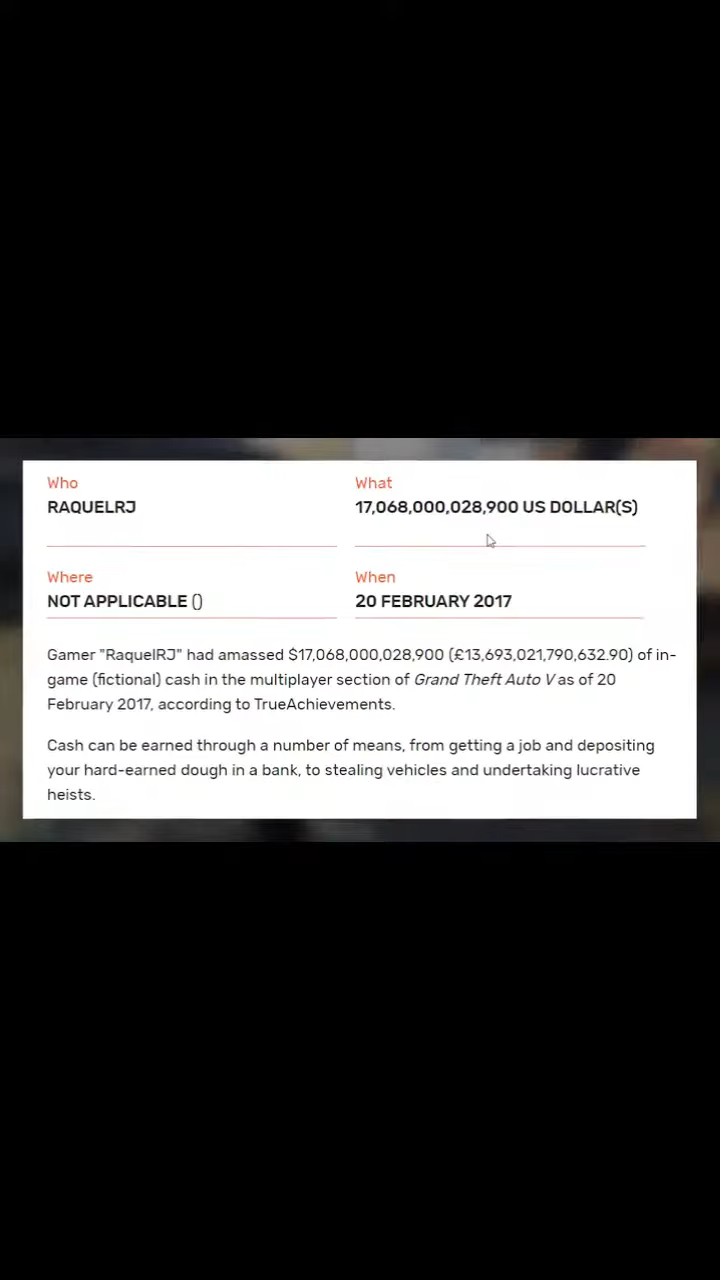 Who
RAQUELRJ
What
17,068,000,028,900 US DOLLAR(S)
Where
NOT APPLICABLE ()
When
20 FEBRUARY 2017
Gamer "RaquelRJ" had amassed $17,068,000,028,900 (£13,693,021,790,632.90) of in-
game (fictional) cash in the multiplayer section of Grand Theft Auto V as of 20
February 2017, according to TrueAchievements.
Cash can be earned through a number of means, from getting a job and depositing
your hard-earned dough in a bank, to stealing vehicles and undertaking lucrative
heists.